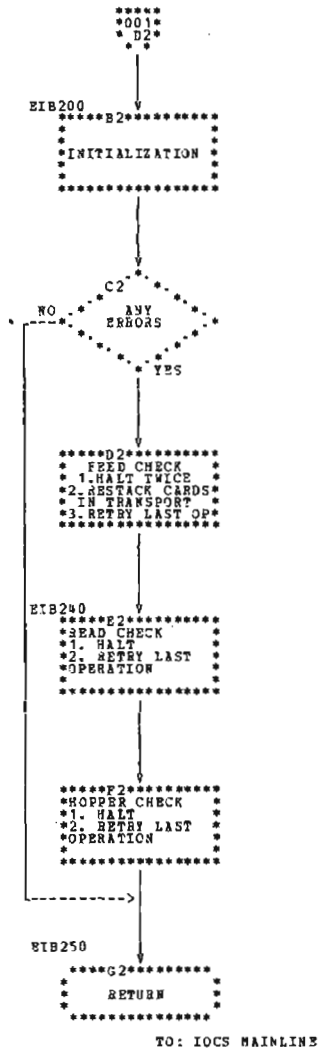 001
D2
EIB200
B2
INITIALIZATION
C2
ANY
ERRORS
NO
YES
D2
FEED CHECK
1.HALT TWICE
2.RESTACK CARDS
IN TRANSPORT
3.RETRY LAST OP
EIB240
E2
READ CHECK
1. HALT
2. RETRY LAST
OPERATION
F2
HOPPER CHECK
1. HALT
2. RETRY LAST
OPERATION
EIB250
G2
RETURN
TO: IOCS MAINLINE